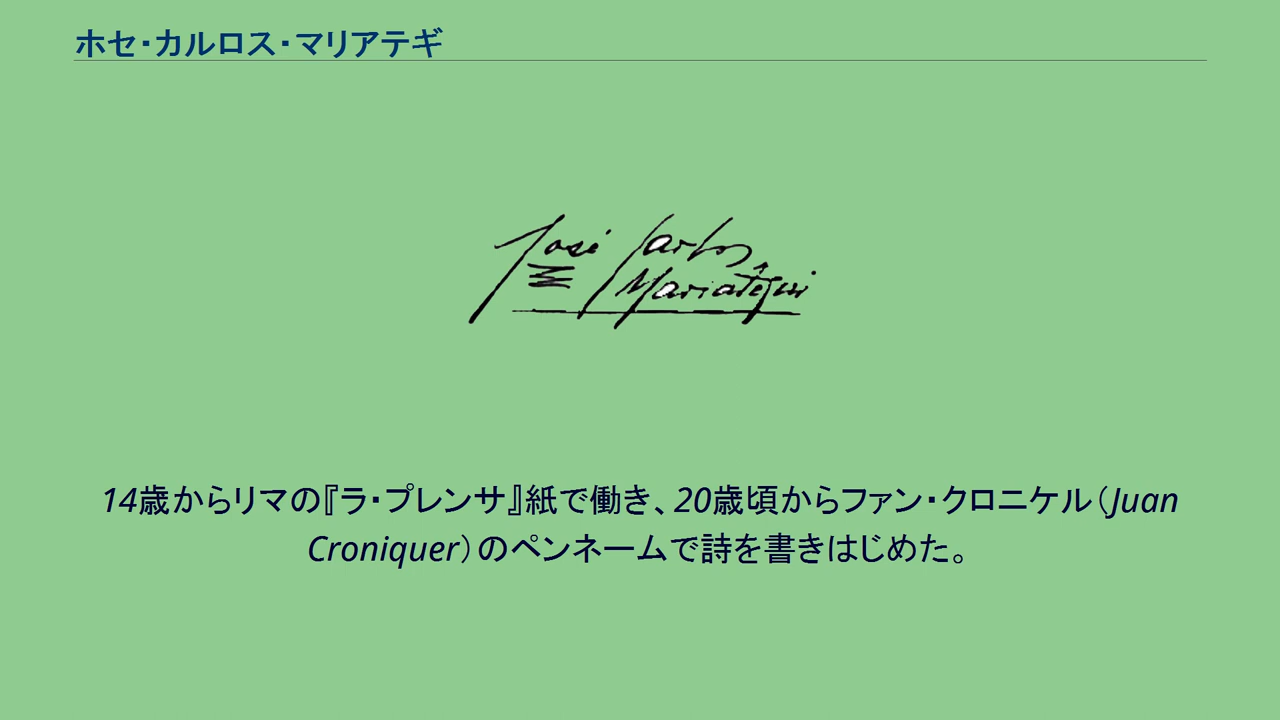 ホセ・カルロス・マリアテギ
José Carlos
Mariátegui
14歳からリマの『ラ・プレンサ』紙で働き、20歳頃からファン・クロニケル（Juan
Croniquer）のペンネームで詩を書きはじめた。